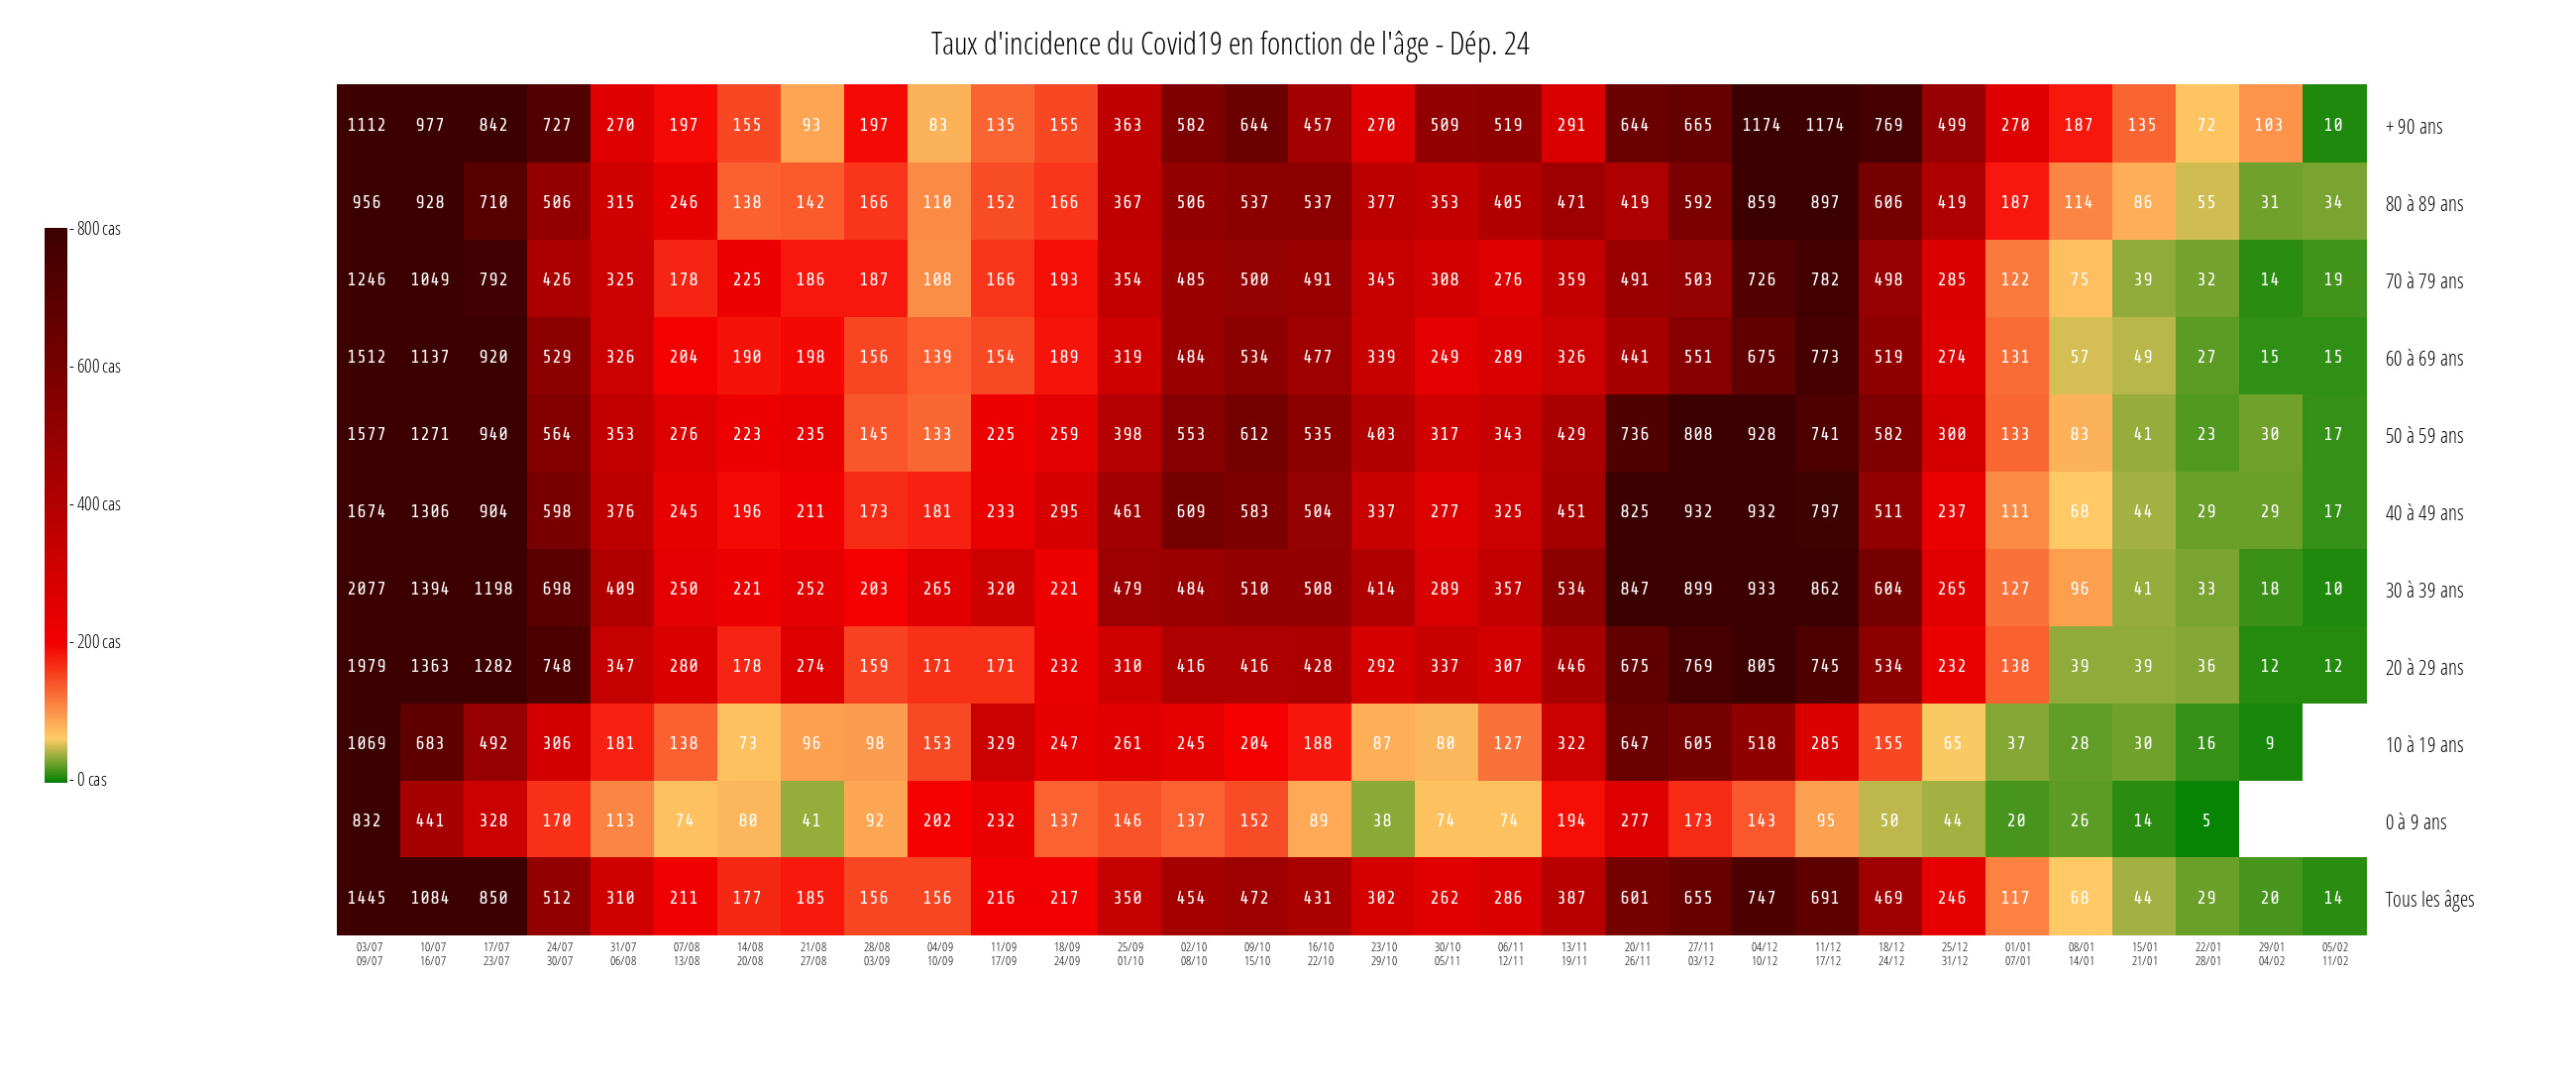 Taux d'incidence du Covid19 en fonction de l'âge - Dép. 24
1112 977 842 727 270 197 155 93 197 83 135 155 363 582 644 457 270 509 519 291 644 665 1174 1174 769 499 270 187 135 72 103 10 + 90 ans
956 928 710 506 315 246 138 142 166 110 152 166 367 506 537 537 377 353 405 471 419 592 859 897 606 419 187 114 86 55 31 34 80 à 89 ans
- 800 cas
1246 1049 792 426 325 178 225 186 187 108 166 193 354 485 500 491 345 308 276 359 491 503 726 782 498 285 122 75 39 32 14 19 70 à 79 ans
1512 1137 920 529 326 204 190 198 156 139 154 189 319 484 534 477 339 249 289 326 441 551 675 773 519 274 131 57 49 27 15 15 60 à 69 ans
- 600 cas
1577 1271 940 564 353 276 223 235 145 133 225 259 398 553 612 535 403 317 343 429 736 808 928 741 582 300 133 83 41 23 30 17 50 à 59 ans
- 400 cas
1674 1306 904 598 376 245 196 211 173 181 233 295 461 609 583 504 337 277 325 451 825 932 932 797 511 237 111 68 44 29 29 17 40 à 49 ans
2077 1394 1198 698 409 250 221 252 203 265 320 221 479 484 510 508 414 289 357 534 847 899 933 862 604 265 127 96 41 33 18 10 30 à 39 ans
- 200 cas
1979 1363 1282 748 347 280 178 274 159 171 171 232 310 416 416 428 292 337 307 446 675 769 805 745 534 232 138 39 39 36 12 12 20 à 29 ans
1069 683 492 306 181 138 73 96 98 153 329 247 261 245 204 188 87 80 127 322 647 605 518 285 155 65 37 28 30 16 9 10 à 19 ans
- 0 cas
832 441 328 170 113 74 80 41 92 202 232 137 146 137 152 89 38 74 74 194 277 173 143 95 50 44 20 26 14 5 0 à 9 ans
1445 1084 850 512 310 211 177 185 156 156 216 217 350 454 472 431 302 262 286 387 601 655 747 691 469 246 117 68 44 29 20 14 Tous les âges
03/07 10/07 17/07 24/07 31/07 07/08 14/08 21/08 28/08 04/09 11/09 18/09 25/09 02/10 09/10 16/10 23/10 30/10 06/11 13/11 20/11 27/11 04/12 11/12 18/12 25/12 01/01 08/01 15/01 22/01 29/01 05/02
09/07 16/07 23/07 30/07 06/08 13/08 20/08 27/08 03/09 10/09 17/09 24/09 01/10 08/10 15/10 22/10 29/10 05/11 12/11 19/11 26/11 03/12 10/12 17/12 24/12 31/12 07/01 14/01 21/01 28/01 04/02 11/02